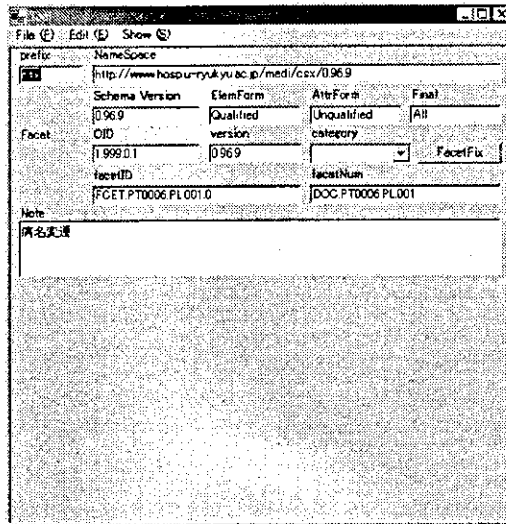 File (F) Edit (E) Show (S)
prefix NameSpace
http://www.hosp.u-ryukyu.ac.jp/medi/csx/0.96.9
Schema Version ElemForm AttrForm Final
0.96.9 Qualified Unqualified All
Facet OID version category
1.999.0.1 0.96.9 FacetFix
facetID facetNum
FCET.PT0006.PL001.0 DOC.PT0006.PL001
Note
病名変遷